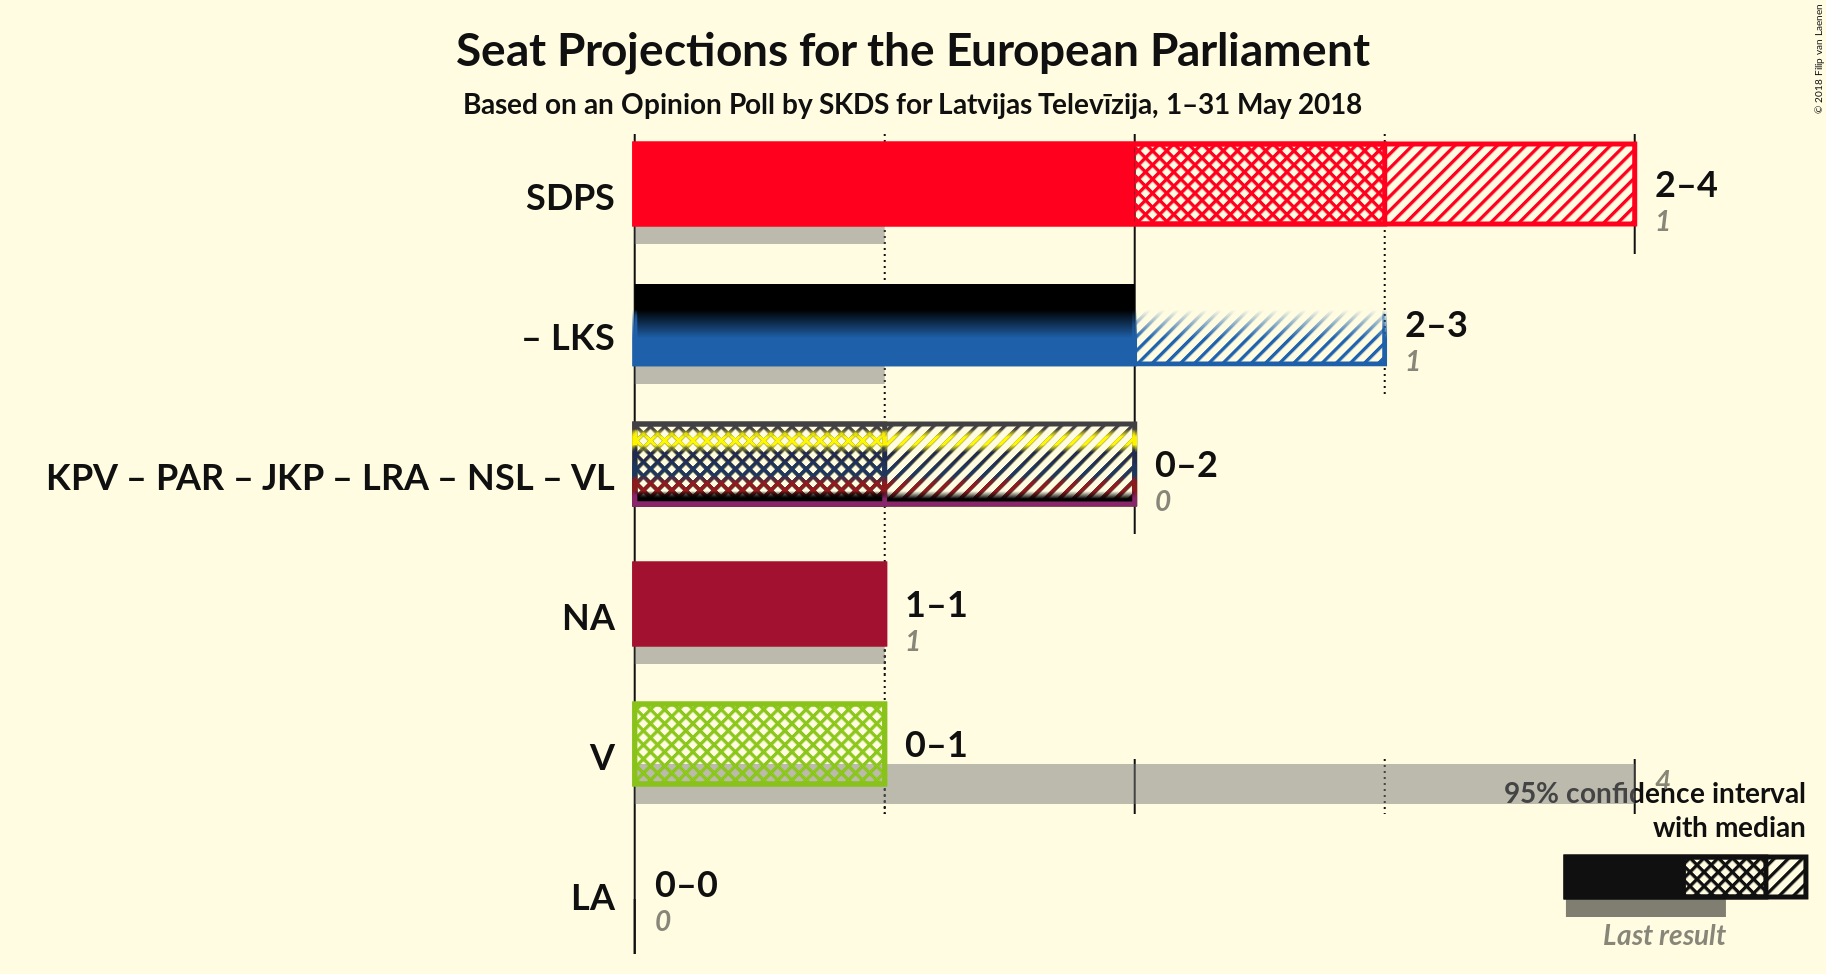 Seat Projections for the European Parliament
Based on an Opinion Poll by SKDS for Latvijas Televīzija, 1–31 May 2018
© 2018 Filip van Laenen
SDPS
2–4
1
– LKS
2–3
1
KPV – PAR – JKP – LRA – NSL – VL
0–2
0
NA
1–1
1
V
0–1
4
LA
0–0
0
95% confidence interval
with median
Last result